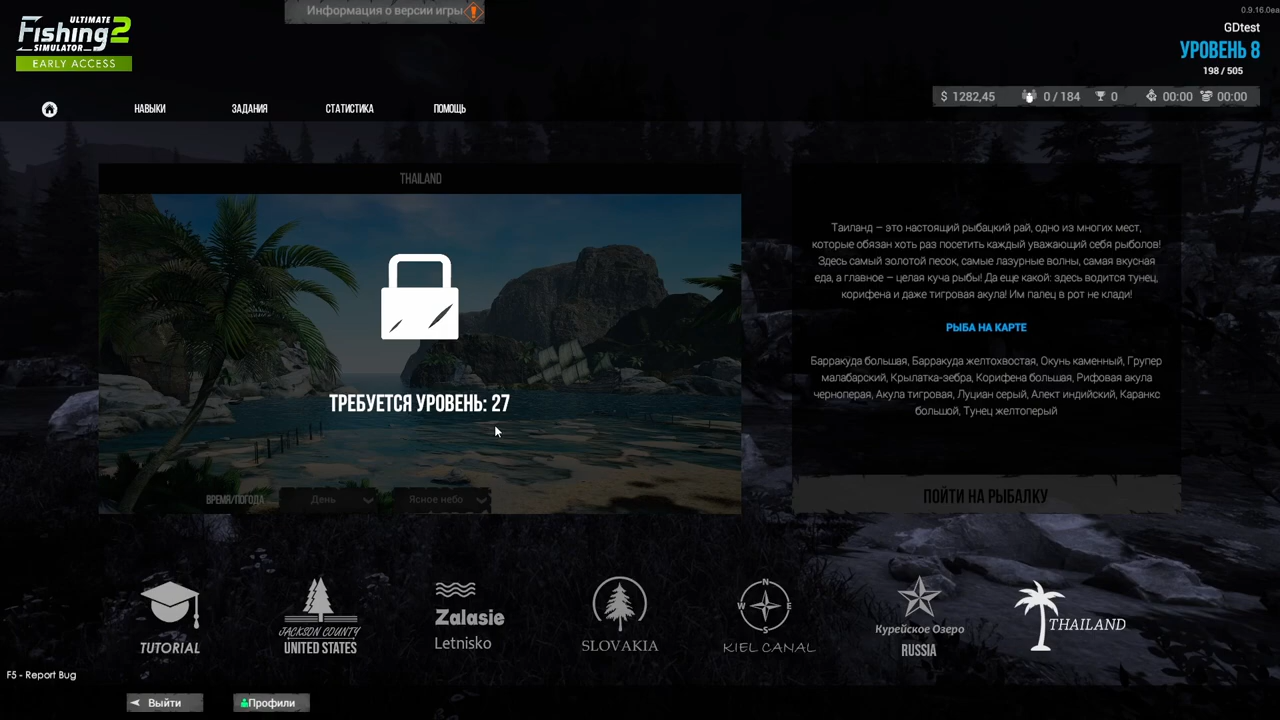 Информация о версии игры
0.9.16.0ea
ULTIMATE
Fishing 2
SIMULATOR
EARLY ACCESS
GDtest
УРОВЕНЬ 8
198 / 505
НАВЫКИ
ЗАДАНИЯ
СТАТИСТИКА
ПОМОЩЬ
$ 1282,45
0 / 184
0
00:00
00:00
THAILAND
ТРЕБУЕТСЯ УРОВЕНЬ: 27
ВРЕМЯ/ПОГОДА
День
Ясное небо
Таиланд – это настоящий рыбацкий рай, одно из многих мест,
которые обязан хоть раз посетить каждый уважающий себя рыболов!
Здесь самый золотой песок, самые лазурные волны, самая вкусная
еда, а главное – целая куча рыбы! Да еще какой: здесь водится тунец,
корифена и даже тигровая акула! Им палец в рот не клади!
РЫБА НА КАРТЕ
Барракуда большая, Барракуда желтохвостая, Окунь каменный, Групер
малабарский, Крылатка-зебра, Корифена большая, Рифовая акула
черноперая, Акула тигровая, Луциан серый, Алект индийский, Каранкс
большой, Тунец желтоперый
ПОЙТИ НА РЫБАЛКУ
TUTORIAL
JACKSON COUNTY
UNITED STATES
Zalasie
Letnisko
SLOVAKIA
N
W
E
S
KIEL CANAL
Курейское Озеро
RUSSIA
THAILAND
F5 - Report Bug
Выйти
Профили